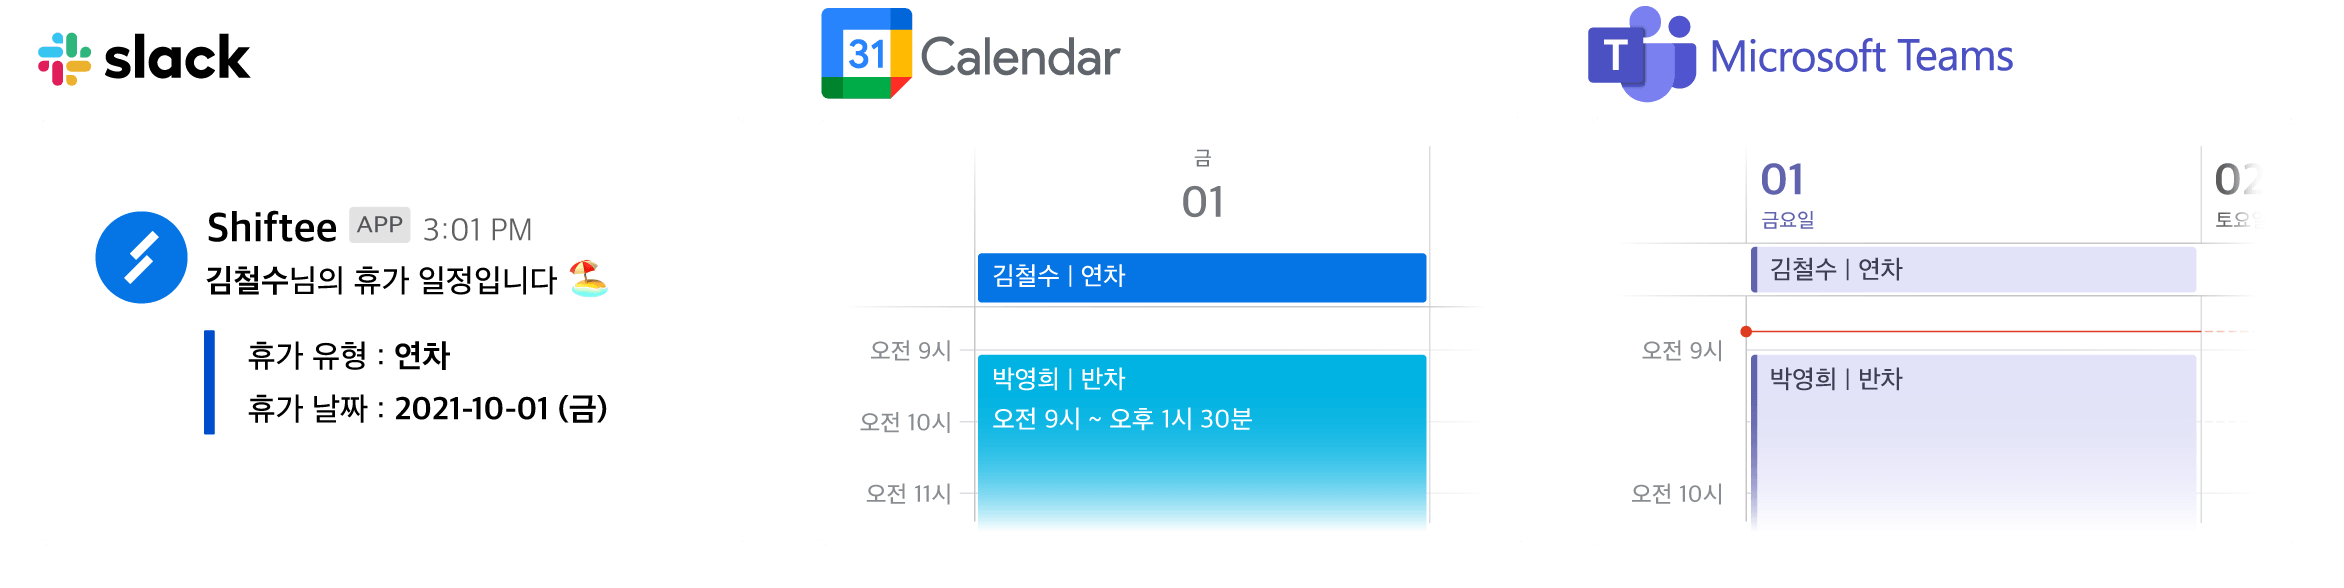 slack
Shiftee APP 3:01 PM
김철수님의 휴가 일정입니다
휴가 유형 : 연차
휴가 날짜 : 2021-10-01 (금)
31 Calendar
금
01
김철수 | 연차
오전 9시
박영희 | 반차
오전 9시 ~ 오후 1시 30분
오전 10시
오전 11시
T Microsoft Teams
01
금요일
02
토요일
김철수 | 연차
오전 9시
박영희 | 반차
오전 10시